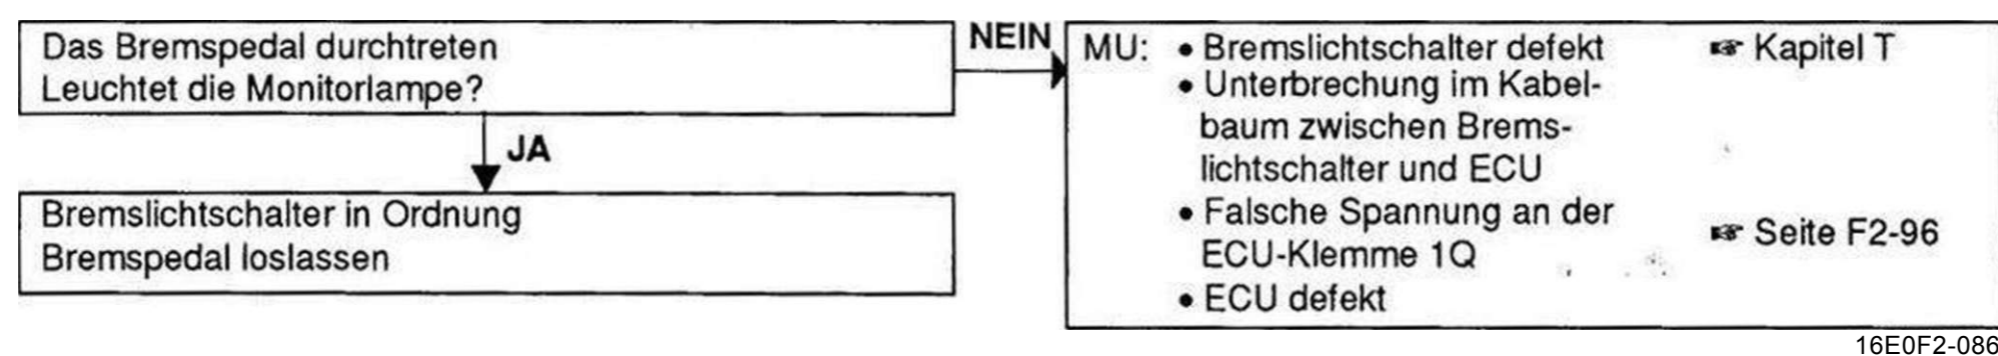 Das Bremspedal durchtreten
Leuchtet die Monitorlampe?
NEIN
JA
Bremslichtschalter in Ordnung
Bremspedal loslassen
MU: • Bremslichtschalter defekt ☞ Kapitel T
• Unterbrechung im Kabel-
baum zwischen Brems-
lichtschalter und ECU
• Falsche Spannung an der
☞ Seite F2-96
ECU-Klemme 1Q
• ECU defekt
16E0F2-086